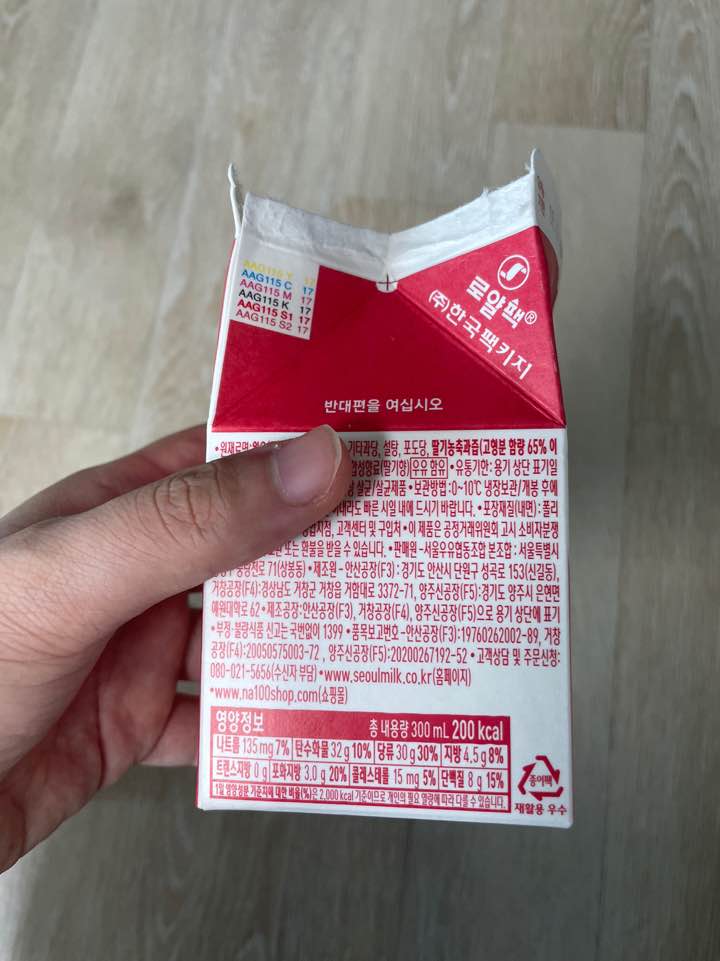 AAG115 Y 17
AAG115 C 17
AAG115 M 17
AAG115 K 17
AAG115 S1 17
AAG115 S2 17
로얄팩®
(주)한국팩키지
반대편을 여십시오
•원재료명: 기타과당, 설탕, 포도당, 딸기농축과즙(고형분 함량 65% 이
합성향료(딸기향) 우유 함유 •유통기한: 용기 상단 표기일
살균/살균제품 •보관방법:0~10℃ 냉장보관/개봉 후에
빠른 시일 내에 드시기 바랍니다. •포장재질(내면): 폴리
고객센터 및 구입처 •이 제품은 공정거래위원회 고시 소비자분쟁
또는 환불을 받을 수 있습니다. •판매원-서울우유협동조합 본조합: 서울특별시
71(상봉동) •제조원-안산공장(F3): 경기도 안산시 단원구 성곡로 153(신길동),
거창공장(F4):경상남도 거창군 거창읍 거함대로 3372-71, 양주신공장(F5):경기도 양주시 은현면
예원대학로 62 •제조공장:안산공장(F3), 거창공장(F4), 양주신공장(F5)으로 용기 상단에 표기
•부정·불량식품 신고는 국번없이 1399 •품목보고번호-안산공장(F3):19760262002-89, 거창
공장(F4):20050575003-72, 양주신공장(F5):20200267192-52 •고객상담 및 주문신청:
080-021-5656(수신자 부담) •www.seoulmilk.co.kr(홈페이지)
•www.na100shop.com(쇼핑몰)
영양정보 총 내용량 300 mL 200 kcal
나트륨 135 mg 7% 탄수화물 32 g 10% 당류 30 g 30% 지방 4.5 g 8%
트랜스지방 0 g 포화지방 3.0 g 20% 콜레스테롤 15 mg 5% 단백질 8 g 15%
1일 영양성분 기준치에 대한 비율(%)은 2,000 kcal 기준이므로 개인의 필요 열량에 따라 다를 수 있습니다.
종이팩
재활용 우수